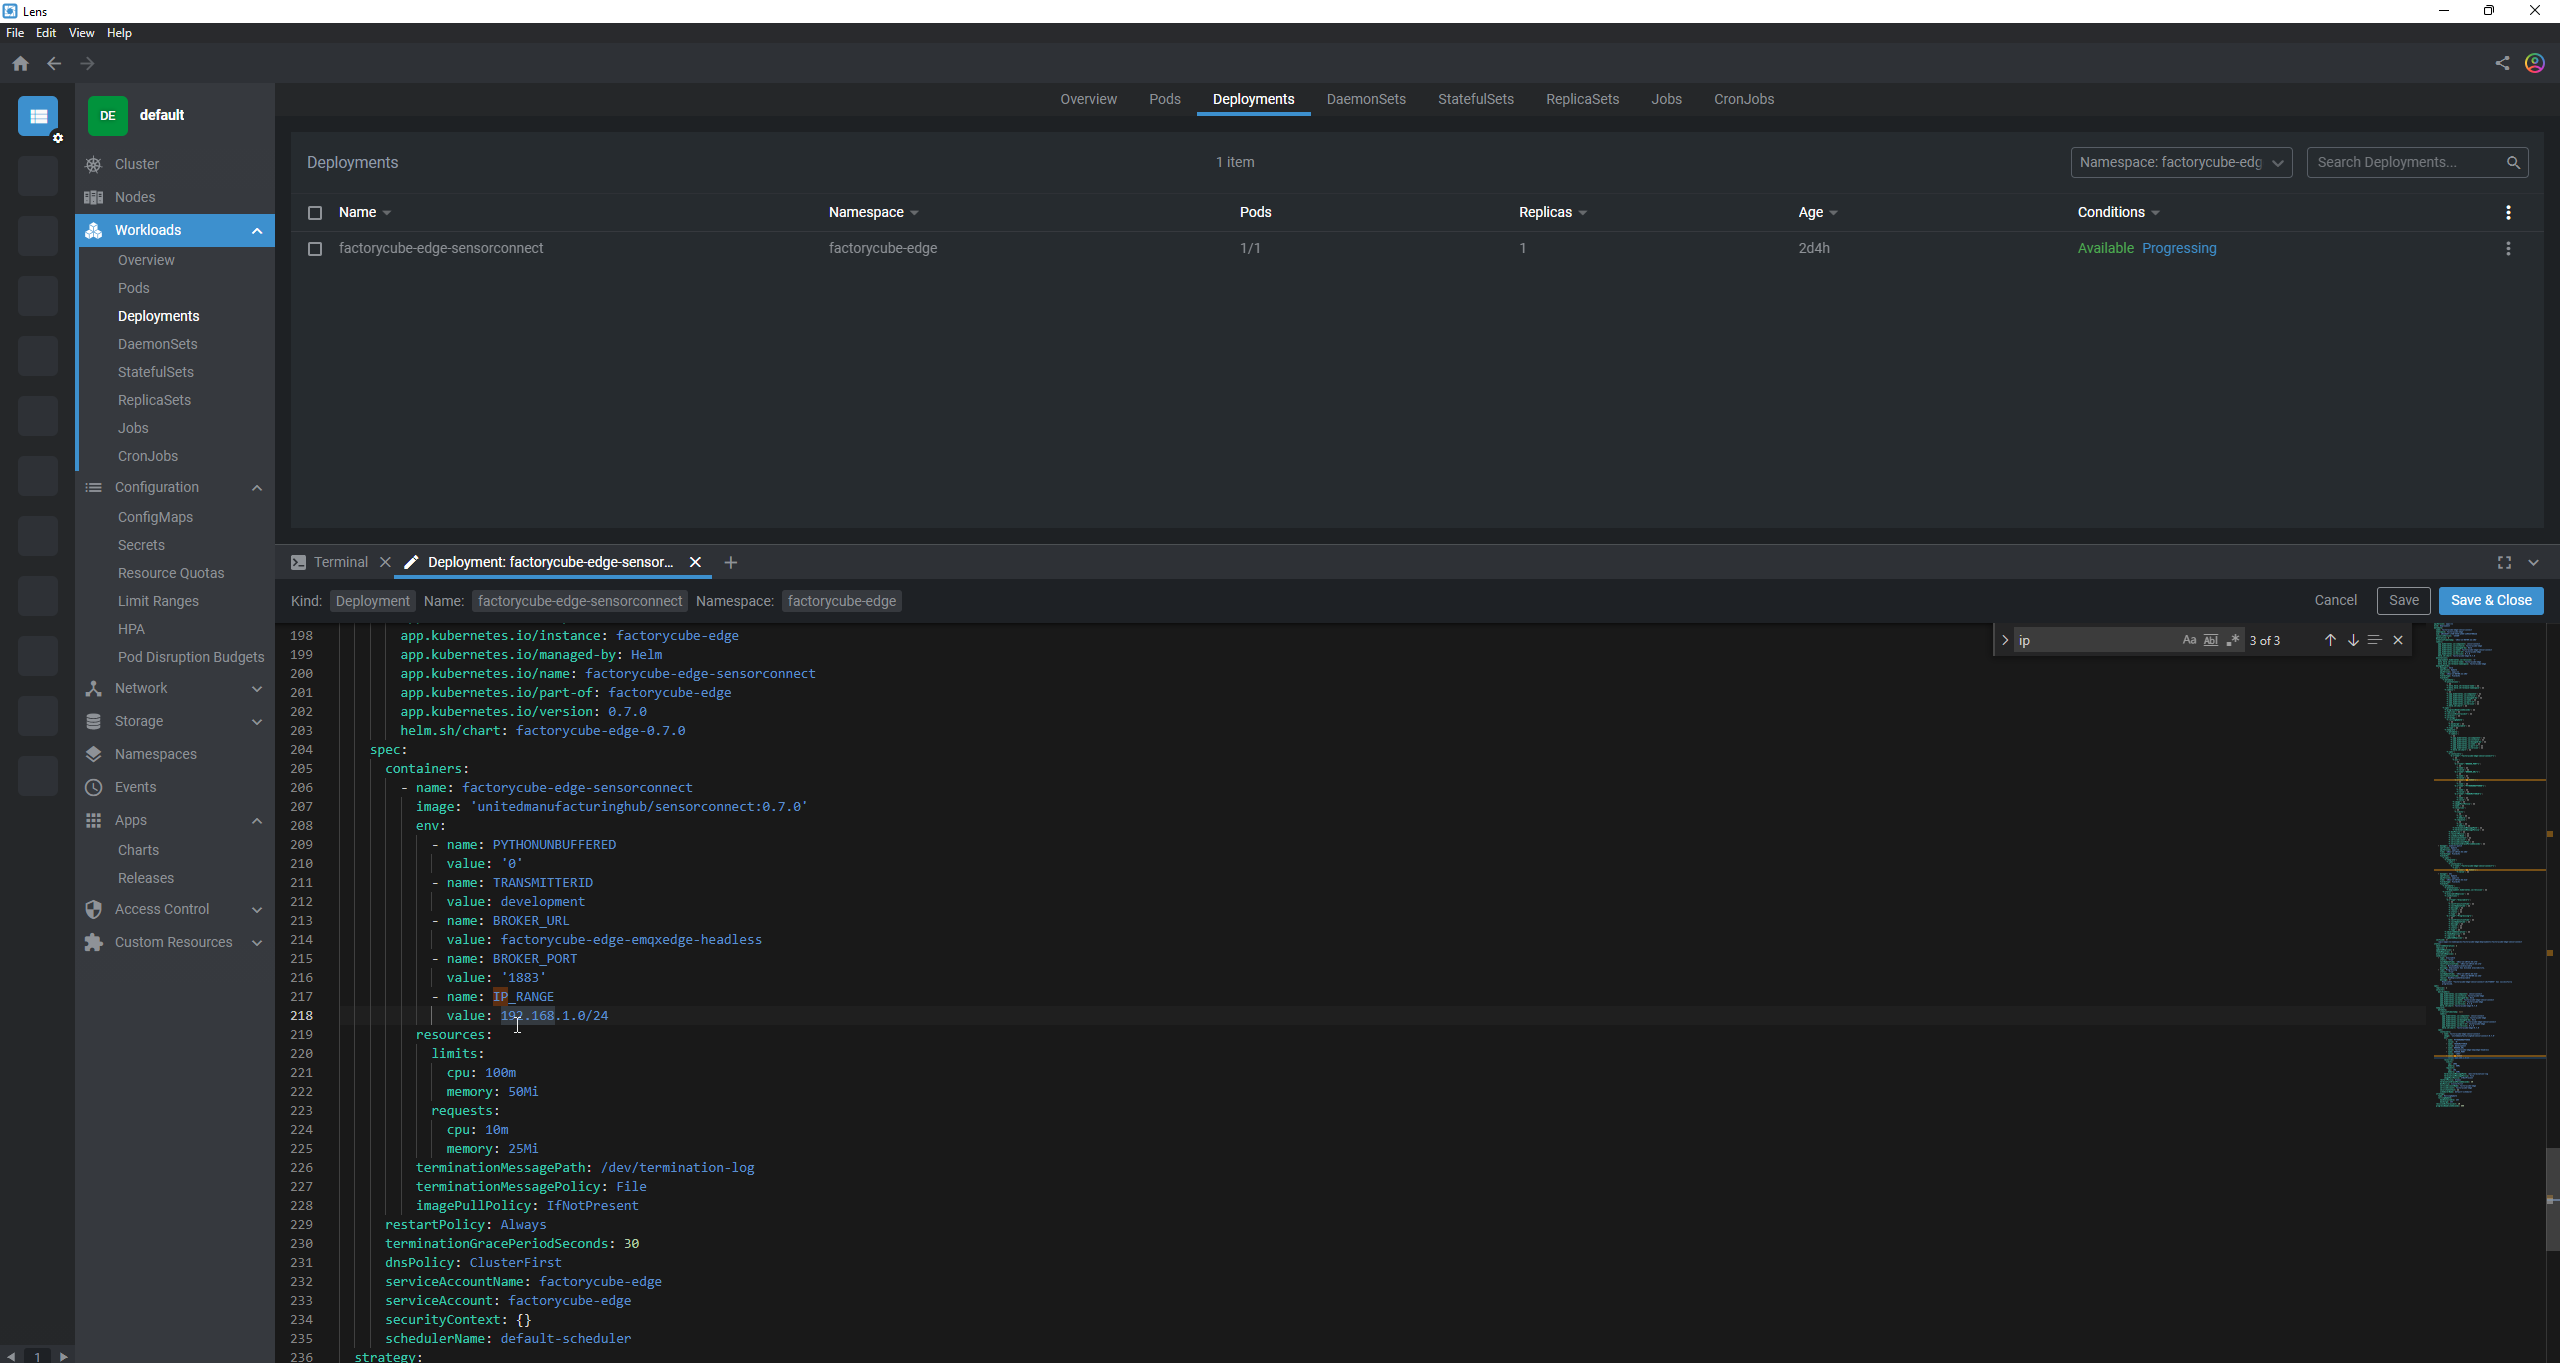 Lens
File Edit View Help
DE default
Cluster
Nodes
Workloads
Overview
Pods
Deployments
DaemonSets
StatefulSets
ReplicaSets
Jobs
CronJobs
Configuration
ConfigMaps
Secrets
Resource Quotas
Limit Ranges
HPA
Pod Disruption Budgets
Network
Storage
Namespaces
Events
Apps
Charts
Releases
Access Control
Custom Resources
1
Overview Pods Deployments DaemonSets StatefulSets ReplicaSets Jobs CronJobs
Deployments 1 item Namespace: factorycube-edg Search Deployments...
Name Namespace Pods Replicas Age Conditions
factorycube-edge-sensorconnect factorycube-edge 1/1 1 2d4h Available Progressing
Terminal Deployment: factorycube-edge-sensor...
Kind: Deployment Name: factorycube-edge-sensorconnect Namespace: factorycube-edge Cancel Save Save & Close
ip Aa Abl .* 3 of 3
198 app.kubernetes.io/instance: factorycube-edge
199 app.kubernetes.io/managed-by: Helm
200 app.kubernetes.io/name: factorycube-edge-sensorconnect
201 app.kubernetes.io/part-of: factorycube-edge
202 app.kubernetes.io/version: 0.7.0
203 helm.sh/chart: factorycube-edge-0.7.0
204 spec:
205 containers:
206 - name: factorycube-edge-sensorconnect
207 image: 'unitedmanufacturinghub/sensorconnect:0.7.0'
208 env:
209 - name: PYTHONUNBUFFERED
210 value: '0'
211 - name: TRANSMITTERID
212 value: development
213 - name: BROKER_URL
214 value: factorycube-edge-emqxedge-headless
215 - name: BROKER_PORT
216 value: '1883'
217 - name: IP_RANGE
218 value: 192.168.1.0/24
219 resources:
220 limits:
221 cpu: 100m
222 memory: 50Mi
223 requests:
224 cpu: 10m
225 memory: 25Mi
226 terminationMessagePath: /dev/termination-log
227 terminationMessagePolicy: File
228 imagePullPolicy: IfNotPresent
229 restartPolicy: Always
230 terminationGracePeriodSeconds: 30
231 dnsPolicy: ClusterFirst
232 serviceAccountName: factorycube-edge
233 serviceAccount: factorycube-edge
234 securityContext: {}
235 schedulerName: default-scheduler
236 strategy: